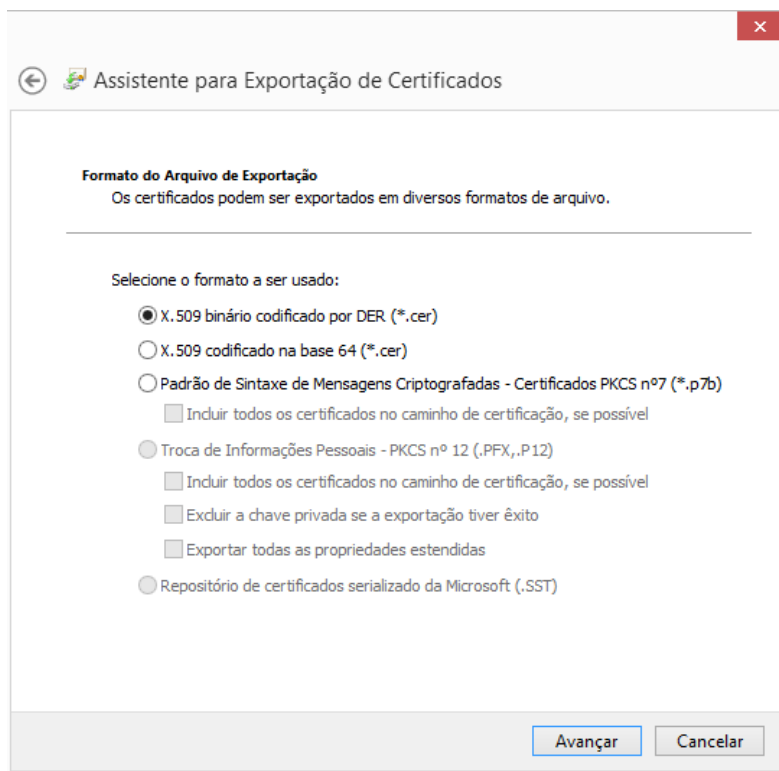 Assistente para Exportação de Certificados
Formato do Arquivo de Exportação
Os certificados podem ser exportados em diversos formatos de arquivo.
Selecione o formato a ser usado:
X.509 binário codificado por DER (*.cer)
X.509 codificado na base 64 (*.cer)
Padrão de Sintaxe de Mensagens Criptografadas - Certificados PKCS nº7 (*.p7b)
Incluir todos os certificados no caminho de certificação, se possível
Troca de Informações Pessoais - PKCS nº 12 (.PFX,.P12)
Incluir todos os certificados no caminho de certificação, se possível
Excluir a chave privada se a exportação tiver êxito
Exportar todas as propriedades estendidas
Repositório de certificados serializado da Microsoft (.SST)
Avançar
Cancelar